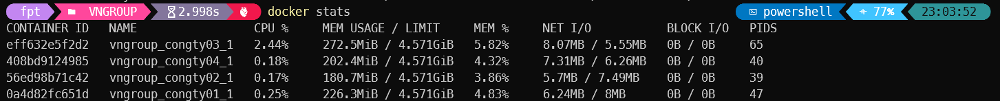 fpt VNGROUP 2.998s docker stats powershell 77% 23:03:52
CONTAINER ID NAME CPU % MEM USAGE / LIMIT MEM % NET I/O BLOCK I/O PIDS
eff632e5f2d2 vngroup_congty03_1 2.44% 272.5MiB / 4.571GiB 5.82% 8.07MB / 5.55MB 0B / 0B 65
408bd9124985 vngroup_congty04_1 0.18% 202.4MiB / 4.571GiB 4.32% 7.31MB / 6.26MB 0B / 0B 40
56ed98b71c42 vngroup_congty02_1 0.17% 180.7MiB / 4.571GiB 3.86% 5.7MB / 7.49MB 0B / 0B 39
0a4d82fc651d vngroup_congty01_1 0.25% 226.3MiB / 4.571GiB 4.83% 6.24MB / 8MB 0B / 0B 47